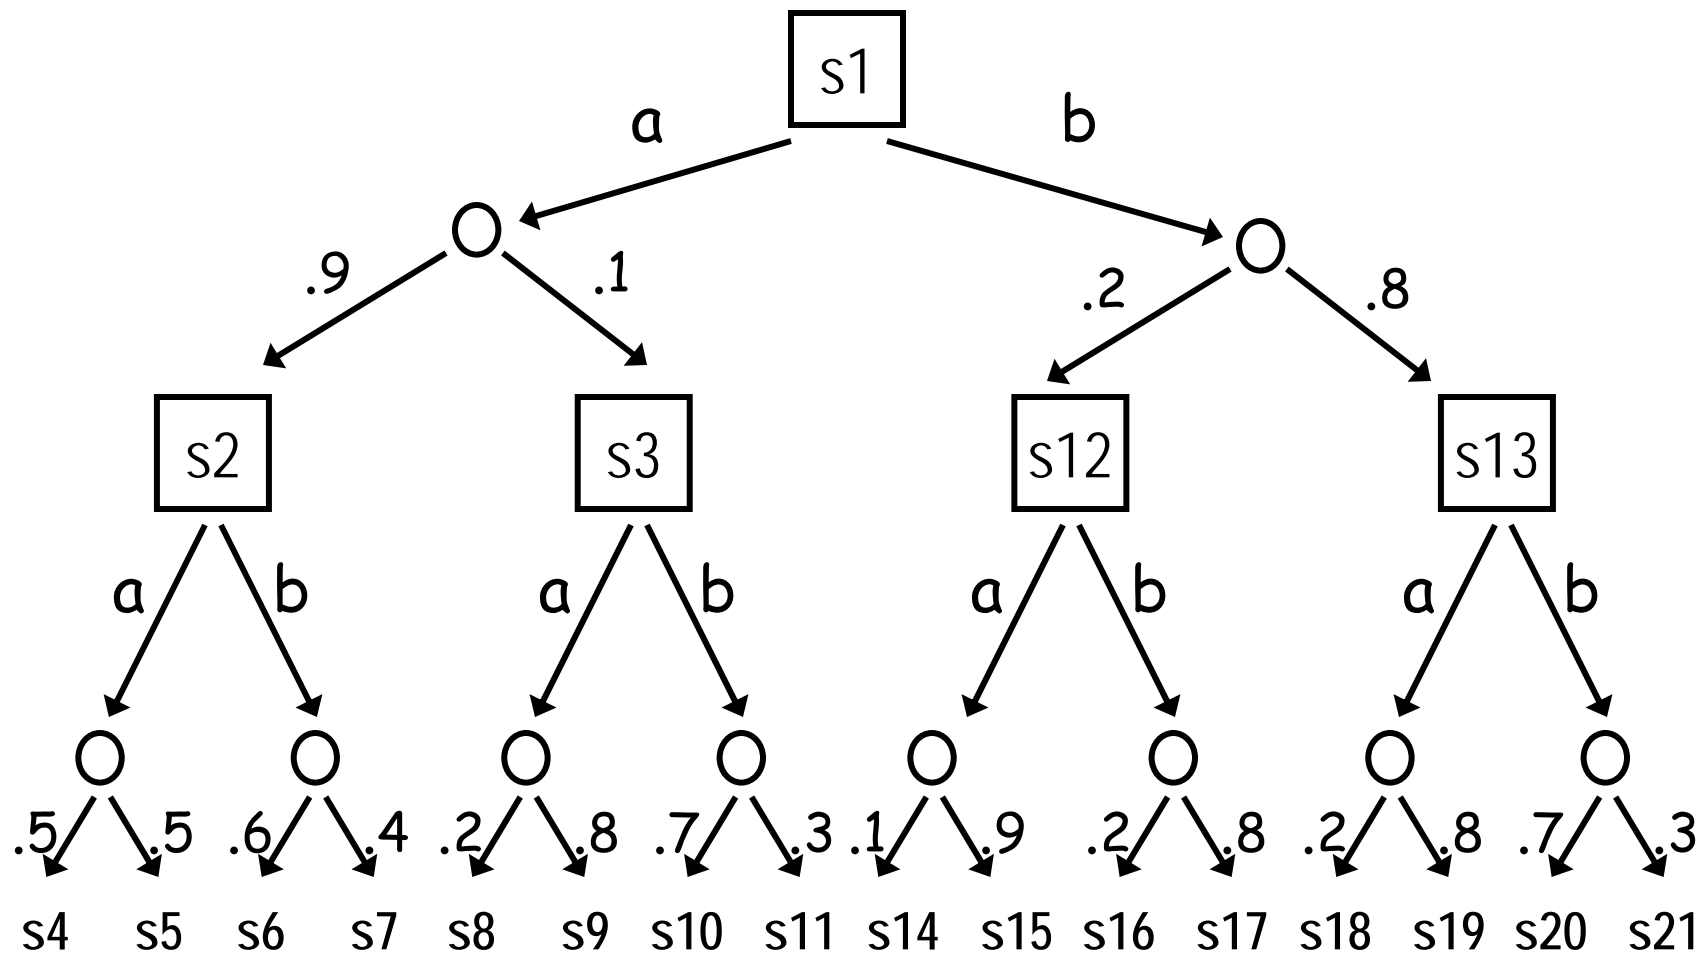 s1
a b
.9 .1 .2 .8
s2 s3 s12 s13
a b a b a b a b
.5 .5 .6 .4 .2 .8 .7 .3 .1 .9 .2 .8 .2 .8 .7 .3
s4 s5 s6 s7 s8 s9 s10 s11 s14 s15 s16 s17 s18 s19 s20 s21